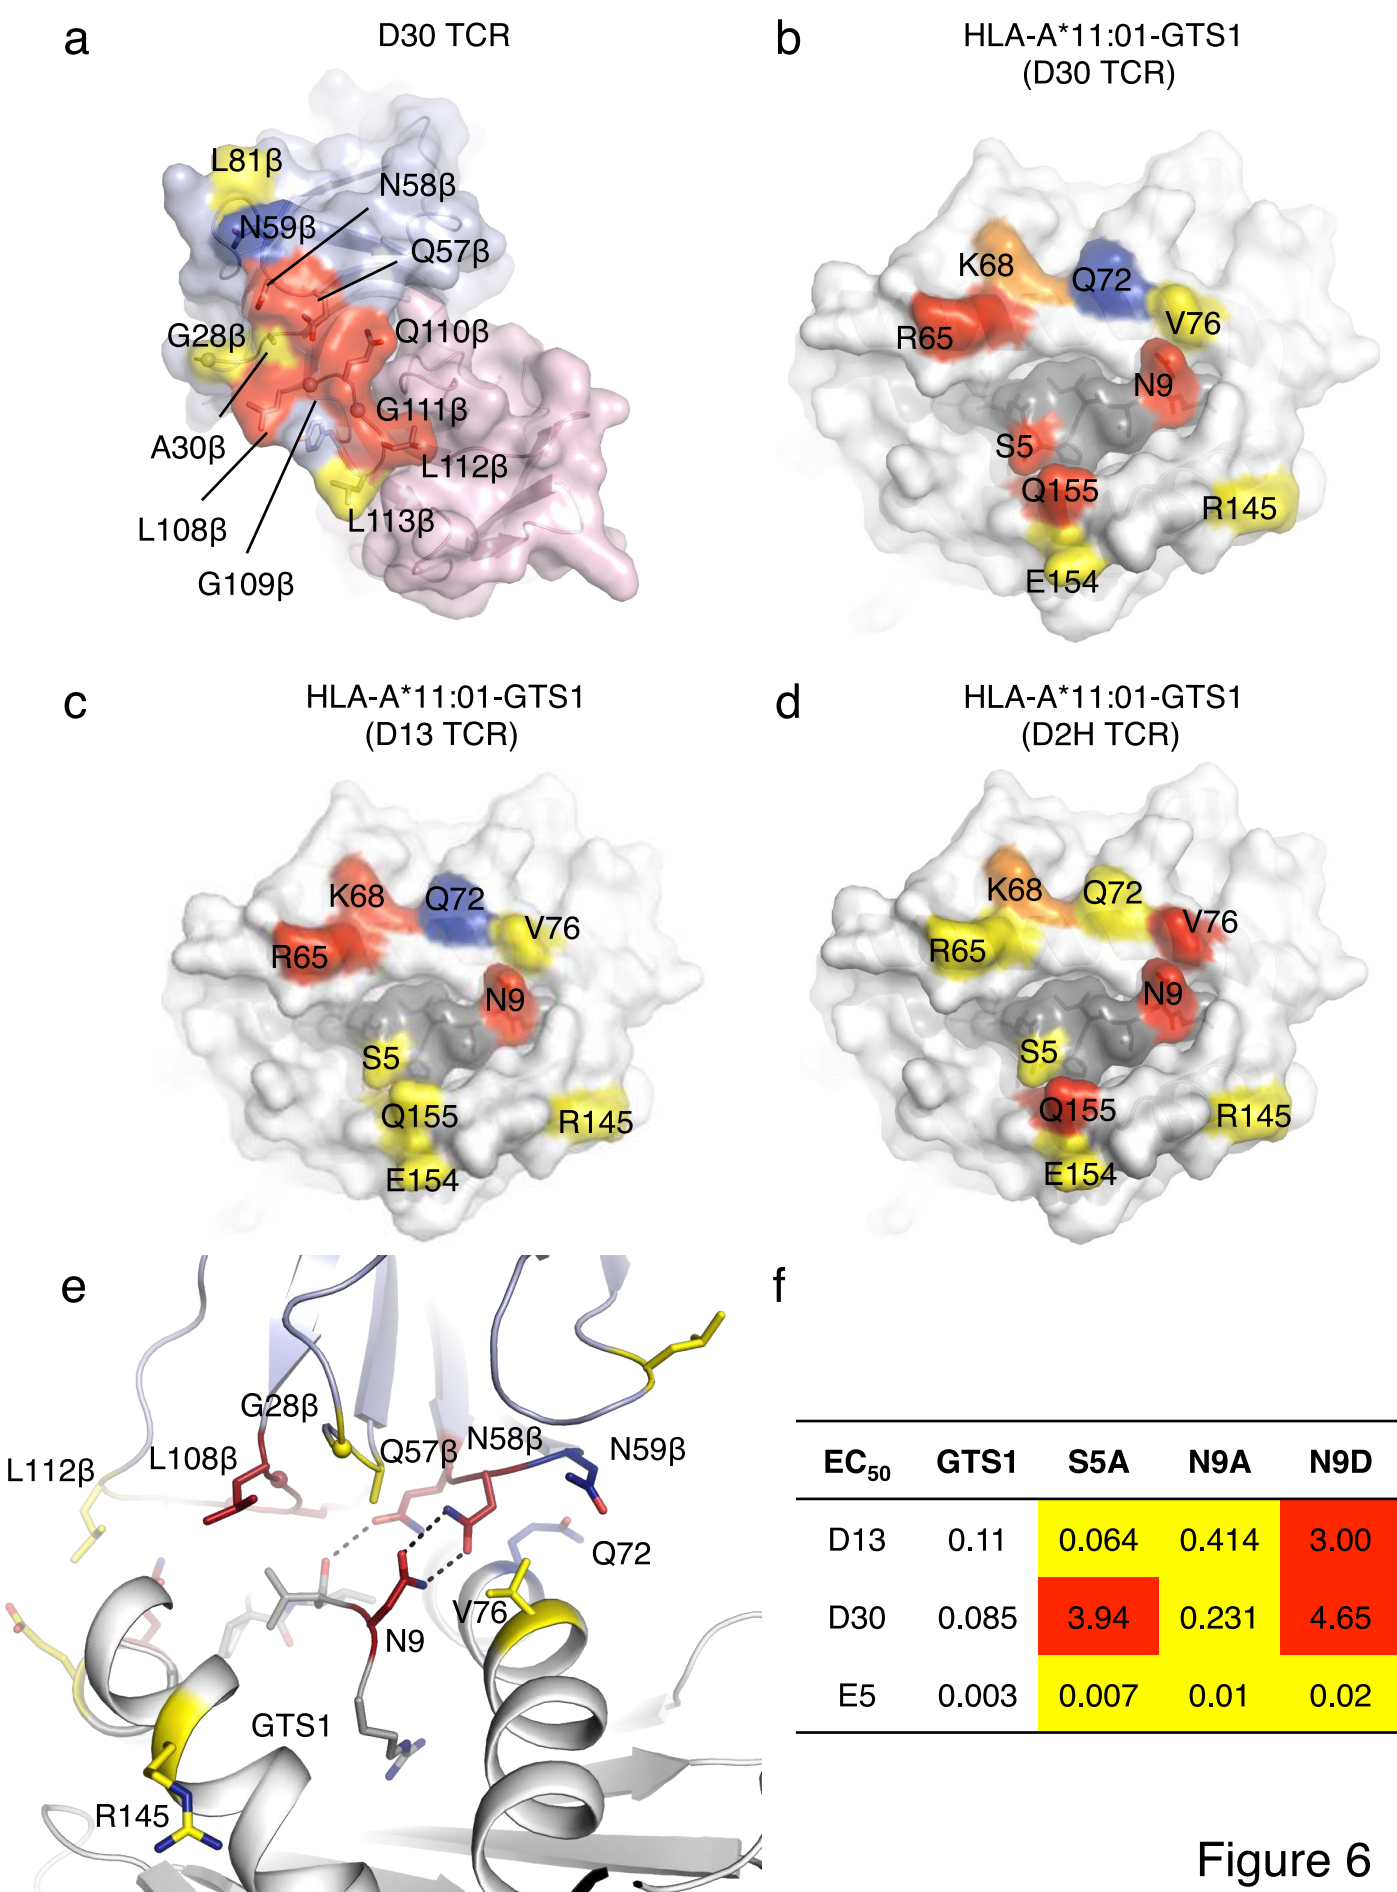 a
D30 TCR
L81β
N58β
N59β
Q57β
G28β
Q110β
G111β
A30β
L112β
L108β
L113β
G109β
b
HLA-A*11:01-GTS1
(D30 TCR)
K68
Q72
R65
V76
N9
S5
Q155
R145
E154
c
HLA-A*11:01-GTS1
(D13 TCR)
K68
Q72
V76
R65
N9
S5
Q155
R145
E154
d
HLA-A*11:01-GTS1
(D2H TCR)
K68
Q72
V76
R65
N9
S5
Q155
R145
E154
e
G28β
L112β
L108β
Q57β
N58β
N59β
Q72
V76
N9
GTS1
R145
f
EC50 GTS1 S5A N9A N9D
D13 0.11 0.064 0.414 3.00
D30 0.085 3.94 0.231 4.65
E5 0.003 0.007 0.01 0.02
Figure 6